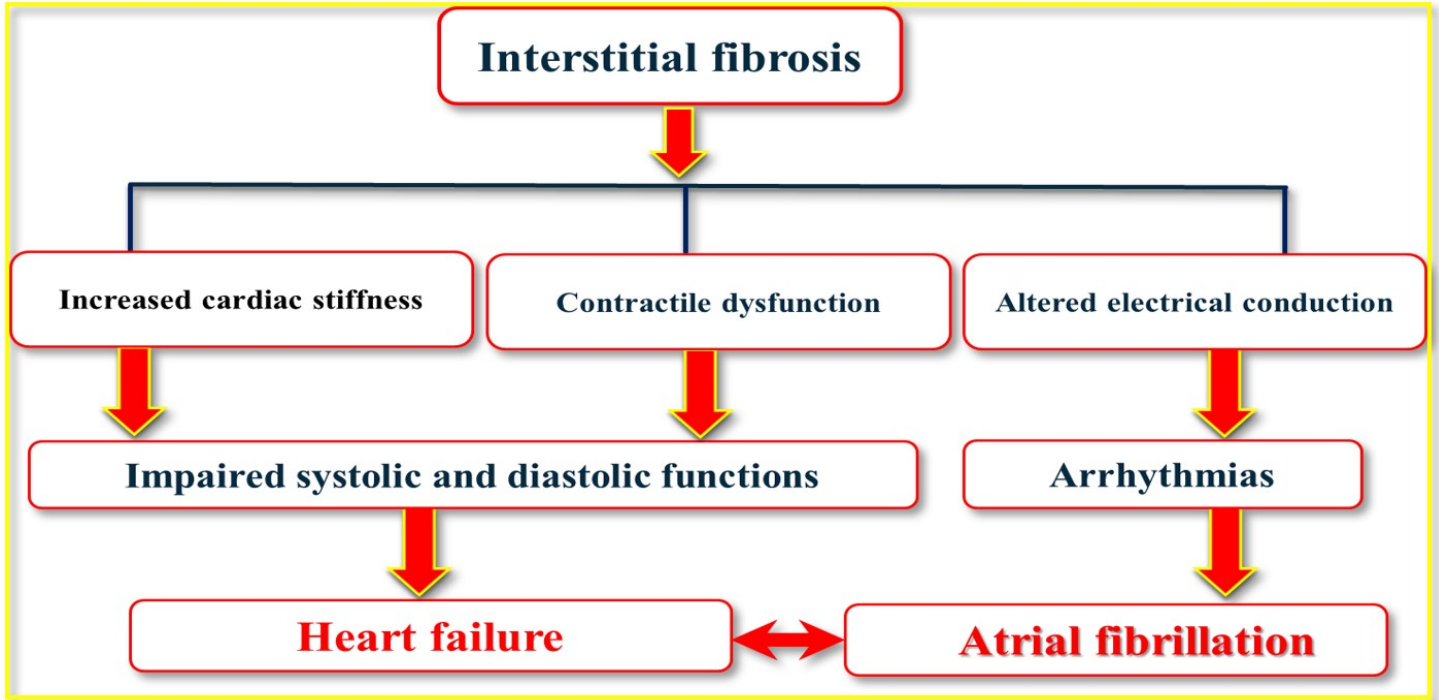 Interstitial fibrosis
Increased cardiac stiffness
Contractile dysfunction
Altered electrical conduction
Impaired systolic and diastolic functions
Arrhythmias
Heart failure
Atrial fibrillation